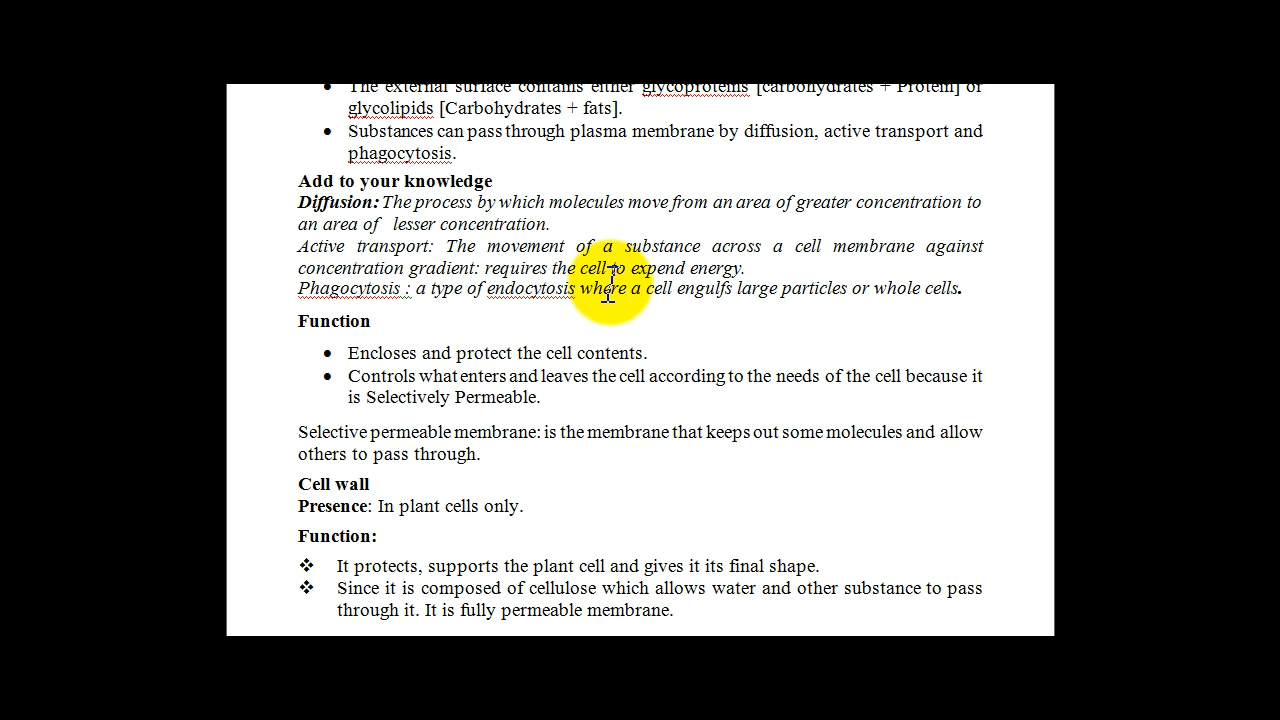 • The external surface contains either glycoproteins [carbohydrates + Protein] or
glycolipids [Carbohydrates + fats].
• Substances can pass through plasma membrane by diffusion, active transport and
phagocytosis.
Add to your knowledge
Diffusion: The process by which molecules move from an area of greater concentration to
an area of lesser concentration.
Active transport: The movement of a substance across a cell membrane against
concentration gradient: requires the cell to expend energy.
Phagocytosis : a type of endocytosis where a cell engulfs large particles or whole cells.
Function
• Encloses and protect the cell contents.
• Controls what enters and leaves the cell according to the needs of the cell because it
is Selectively Permeable.
Selective permeable membrane: is the membrane that keeps out some molecules and allow
others to pass through.
Cell wall
Presence: In plant cells only.
Function:
❖ It protects, supports the plant cell and gives it its final shape.
❖ Since it is composed of cellulose which allows water and other substance to pass
through it. It is fully permeable membrane.